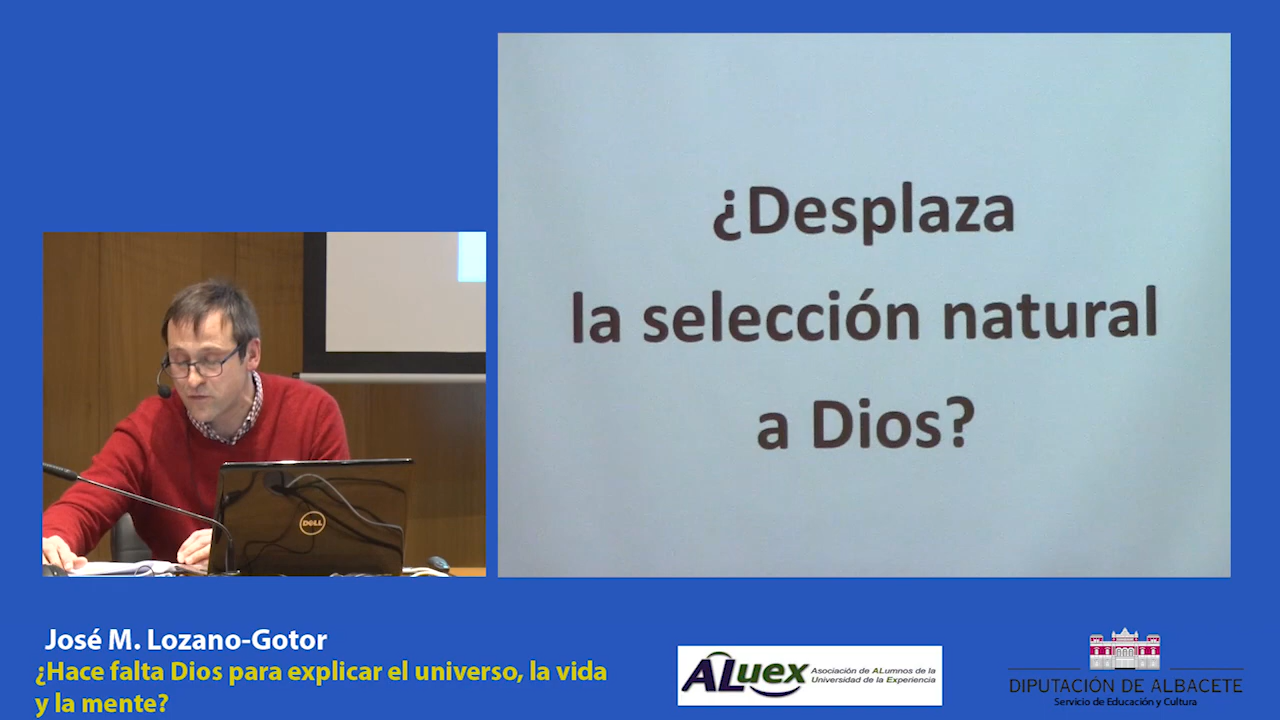 ¿Desplaza
la selección natural
a Dios?
DELL
José M. Lozano-Gotor
¿Hace falta Dios para explicar el universo, la vida
y la mente?
ALuex
Asociación de ALumnos de la
Universidad de la Experiencia
DIPUTACIÓN DE ALBACETE
Servicio de Educación y Cultura